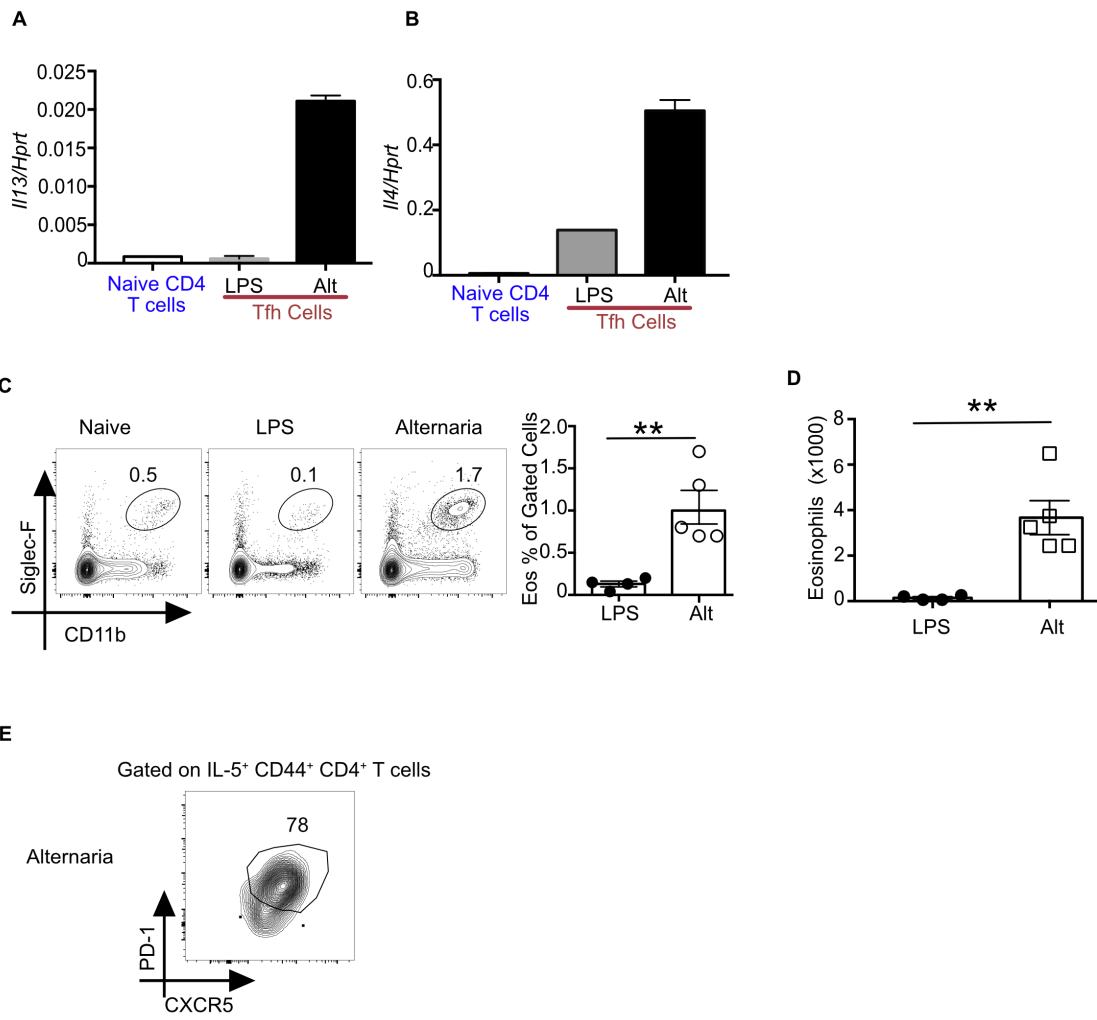 A
B
0.025
0.020
0.015
0.010
0.005
0
Il13/Hprt
Naive CD4
T cells
LPS
Alt
Tfh Cells
0.6
0.4
0.2
0
Il4/Hprt
Naive CD4
T cells
LPS
Alt
Tfh Cells
C
Naive
LPS
Alternaria
0.5
0.1
1.7
Siglec-F
CD11b
**
2.0
1.5
1.0
0.5
0
Eos % of Gated Cells
LPS
Alt
D
**
8
6
4
2
0
Eosinophils (x1000)
LPS
Alt
E
Gated on IL-5⁺ CD44⁺ CD4⁺ T cells
78
Alternaria
PD-1
CXCR5